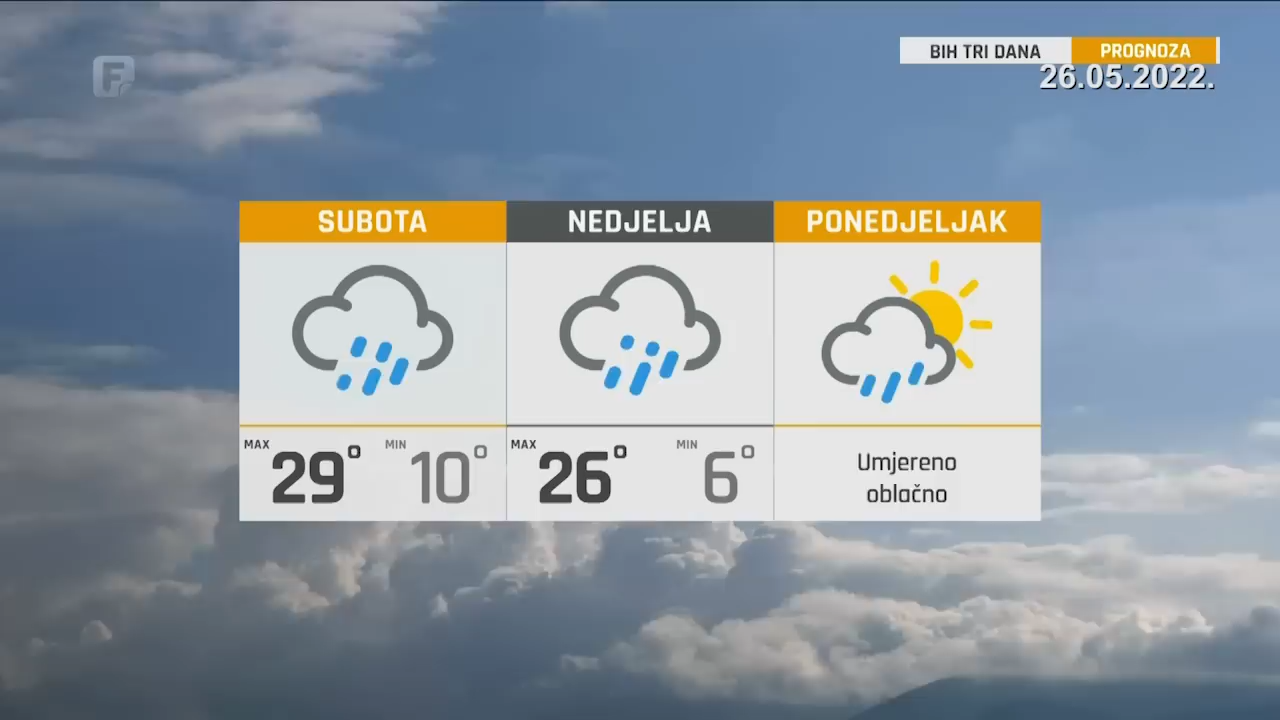 F
BIH TRI DANA PROGNOZA
26.05.2022.
SUBOTA NEDJELJA PONEDJELJAK
MAX 29° MIN 10° MAX 26° MIN 6°
Umjereno
oblačno